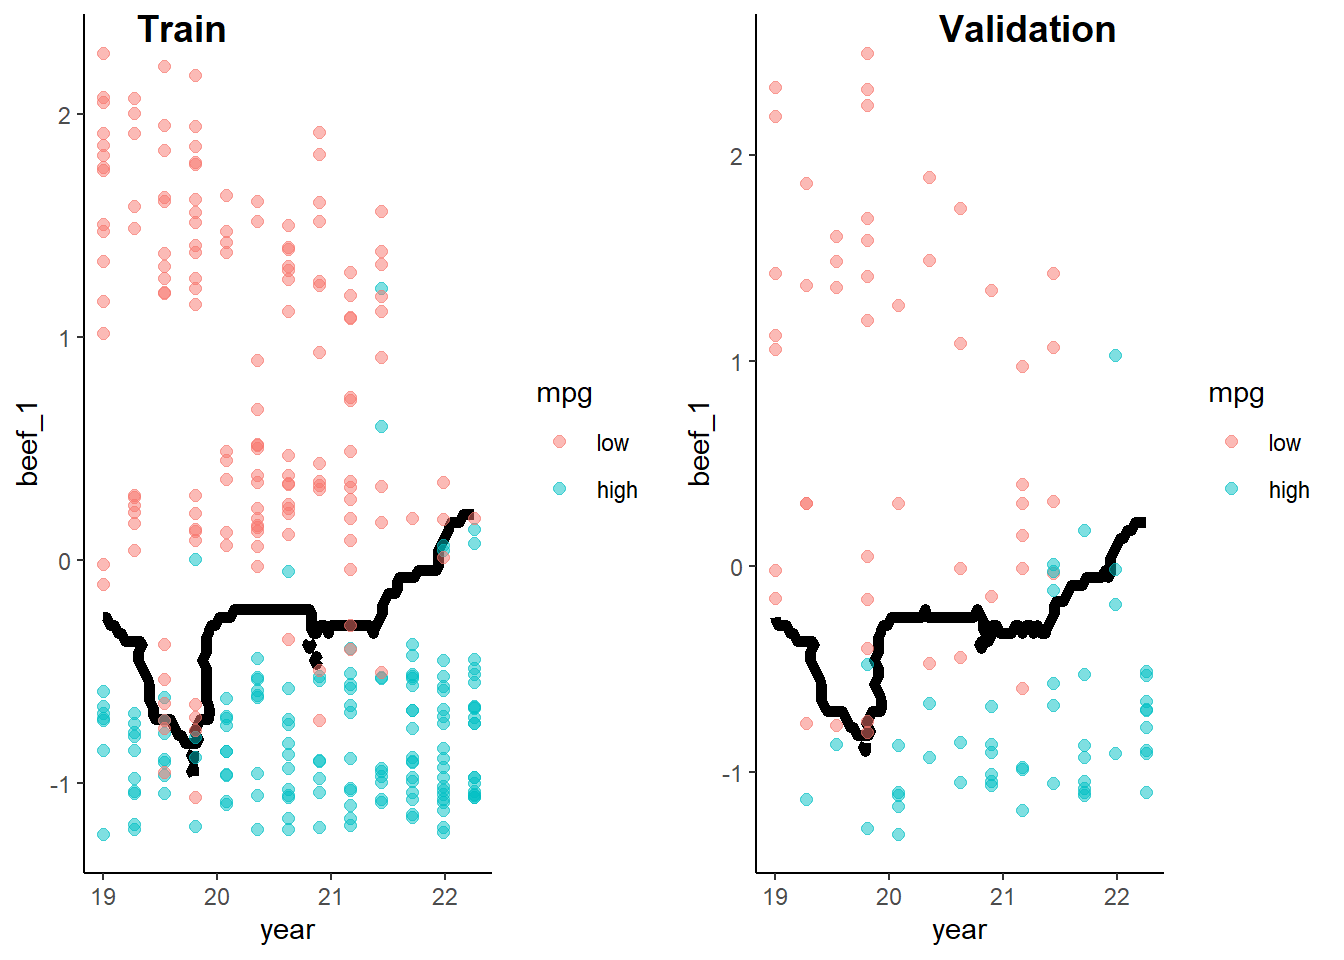 Train
beef_1
2
1
0
-1
19 20 21 22
year
mpg
low
high
Validation
beef_1
2
1
0
-1
19 20 21 22
year
mpg
low
high